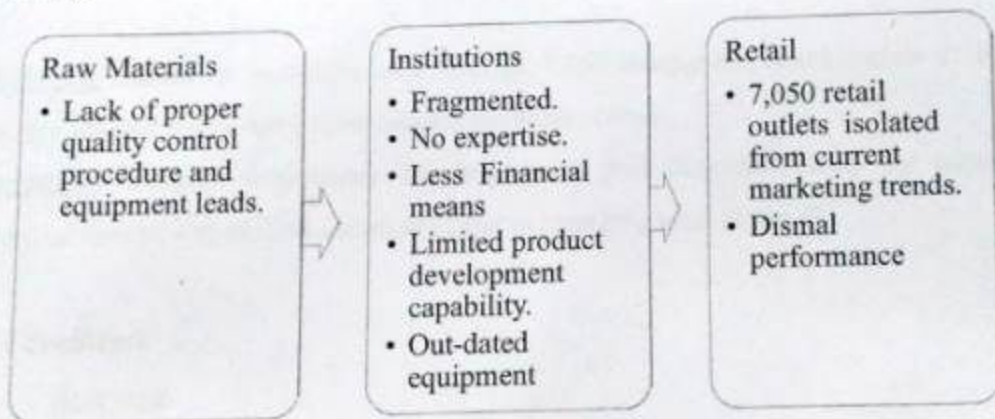 Raw Materials
• Lack of proper
quality control
procedure and
equipment leads.
Institutions
• Fragmented.
• No expertise.
• Less Financial
means
• Limited product
development
capability.
• Out-dated
equipment
Retail
• 7,050 retail
outlets isolated
from current
marketing trends.
• Dismal
performance